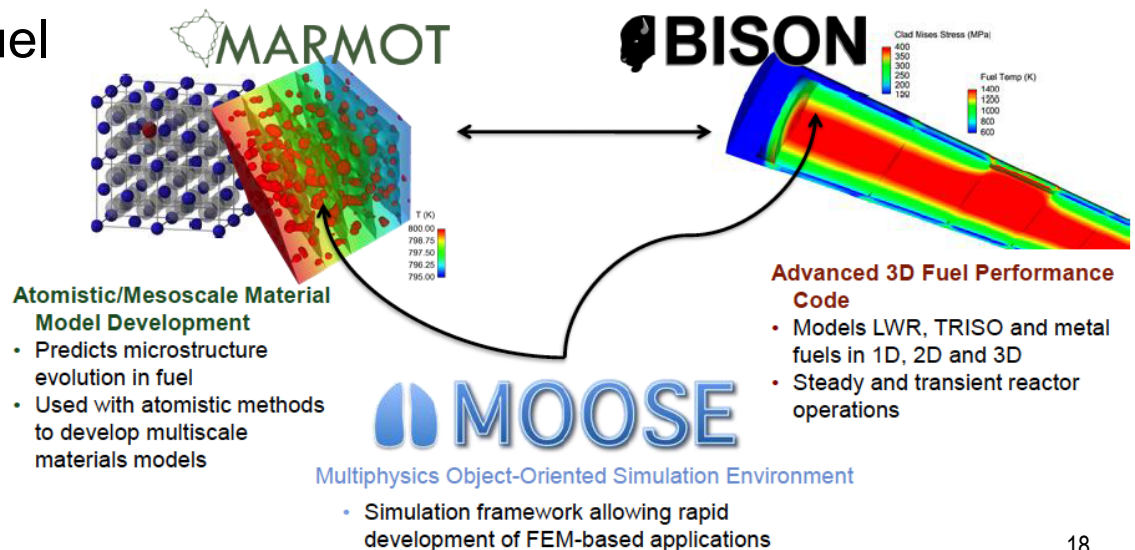 uel
MARMOT
BISON
Clad Mises Stress (MPa)
400
350
300
250
200
150
Fuel Temp (K)
1400
1200
1000
800
600
T (K)
800.00
798.75
797.50
796.25
795.00
Atomistic/Mesoscale Material
Model Development
• Predicts microstructure
evolution in fuel
• Used with atomistic methods
to develop multiscale
materials models
Advanced 3D Fuel Performance
Code
• Models LWR, TRISO and metal
fuels in 1D, 2D and 3D
• Steady and transient reactor
operations
MOOSE
Multiphysics Object-Oriented Simulation Environment
• Simulation framework allowing rapid
development of FEM-based applications
18